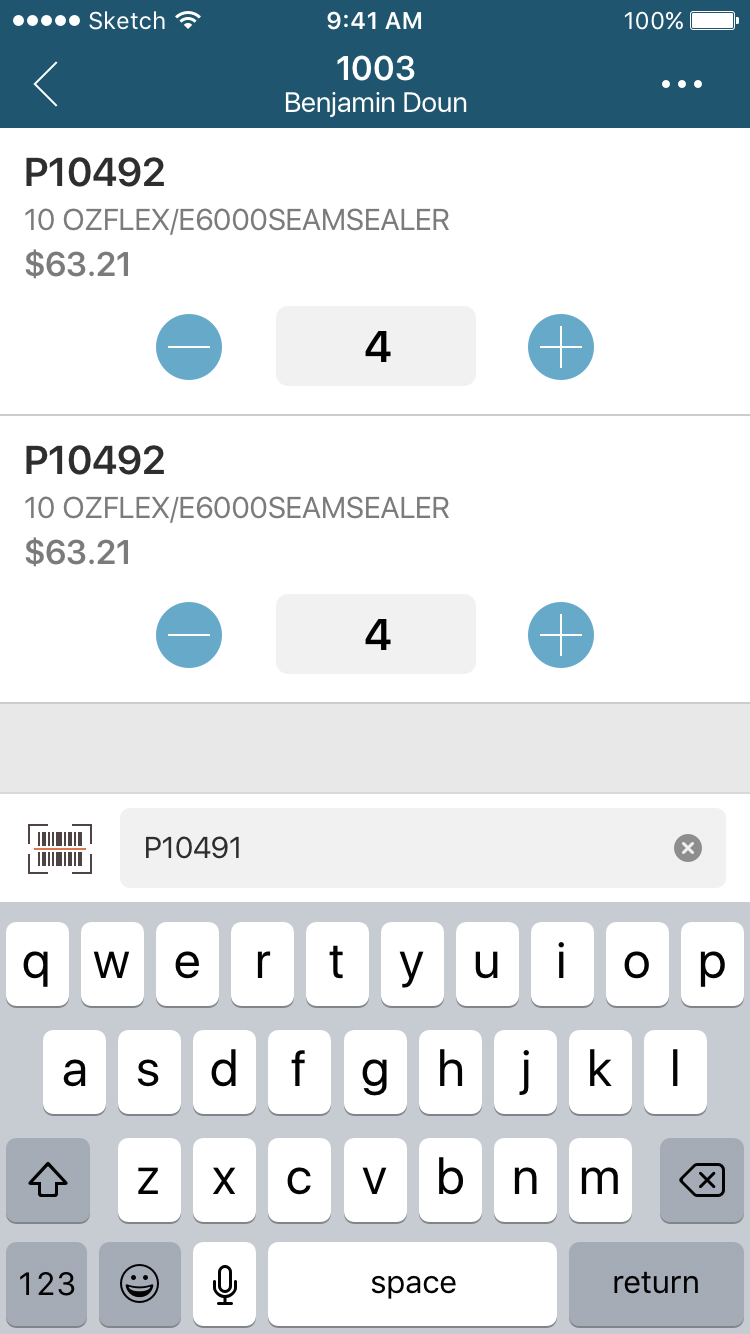 Sketch 9:41 AM 100%
1003
Benjamin Doun
P10492
10 OZFLEX/E6000SEAMSEALER
$63.21
4
P10492
10 OZFLEX/E6000SEAMSEALER
$63.21
4
P10491
q w e r t y u i o p
a s d f g h j k l
z x c v b n m
123 space return